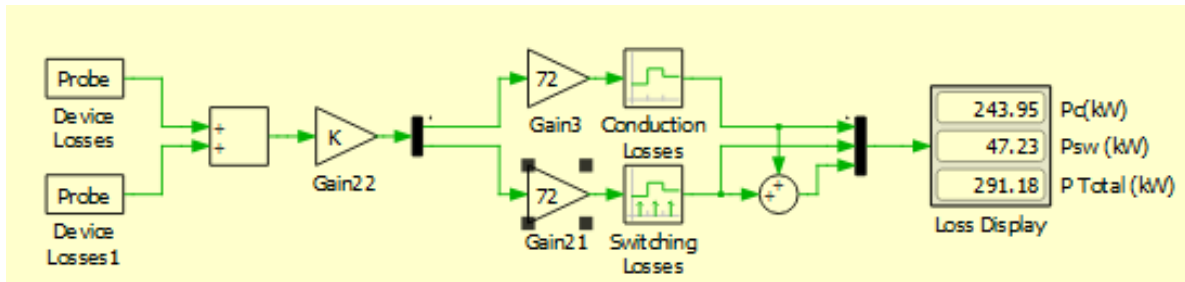 Probe
Device
Losses
Probe
Device
Losses1
K
Gain22
72
Gain3
Conduction
Losses
72
Gain21
Switching
Losses
243.95 Pc(kW)
47.23 Psw (kW)
291.18 P Total (kW)
Loss Display